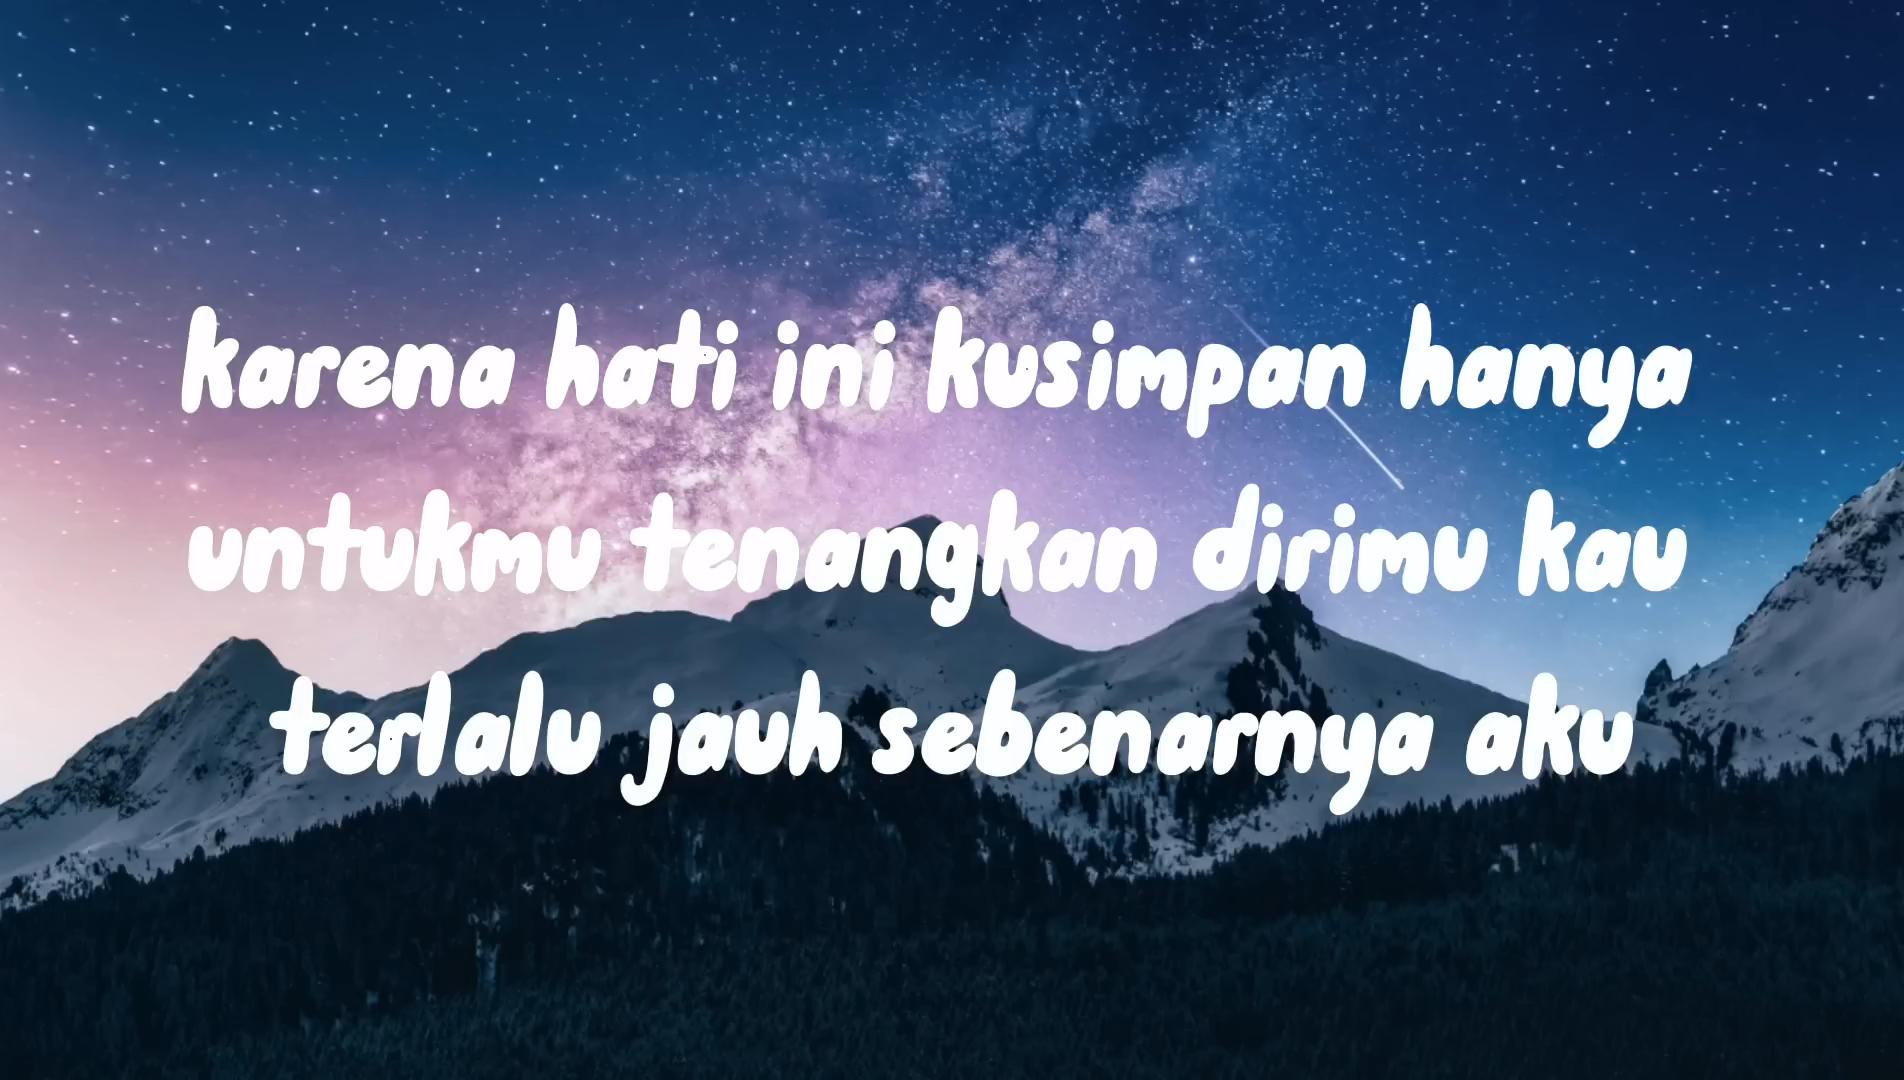 karena hati ini kusimpan hanya
untukmu tenangkan dirimu kau
terlalu jauh sebenarnya aku